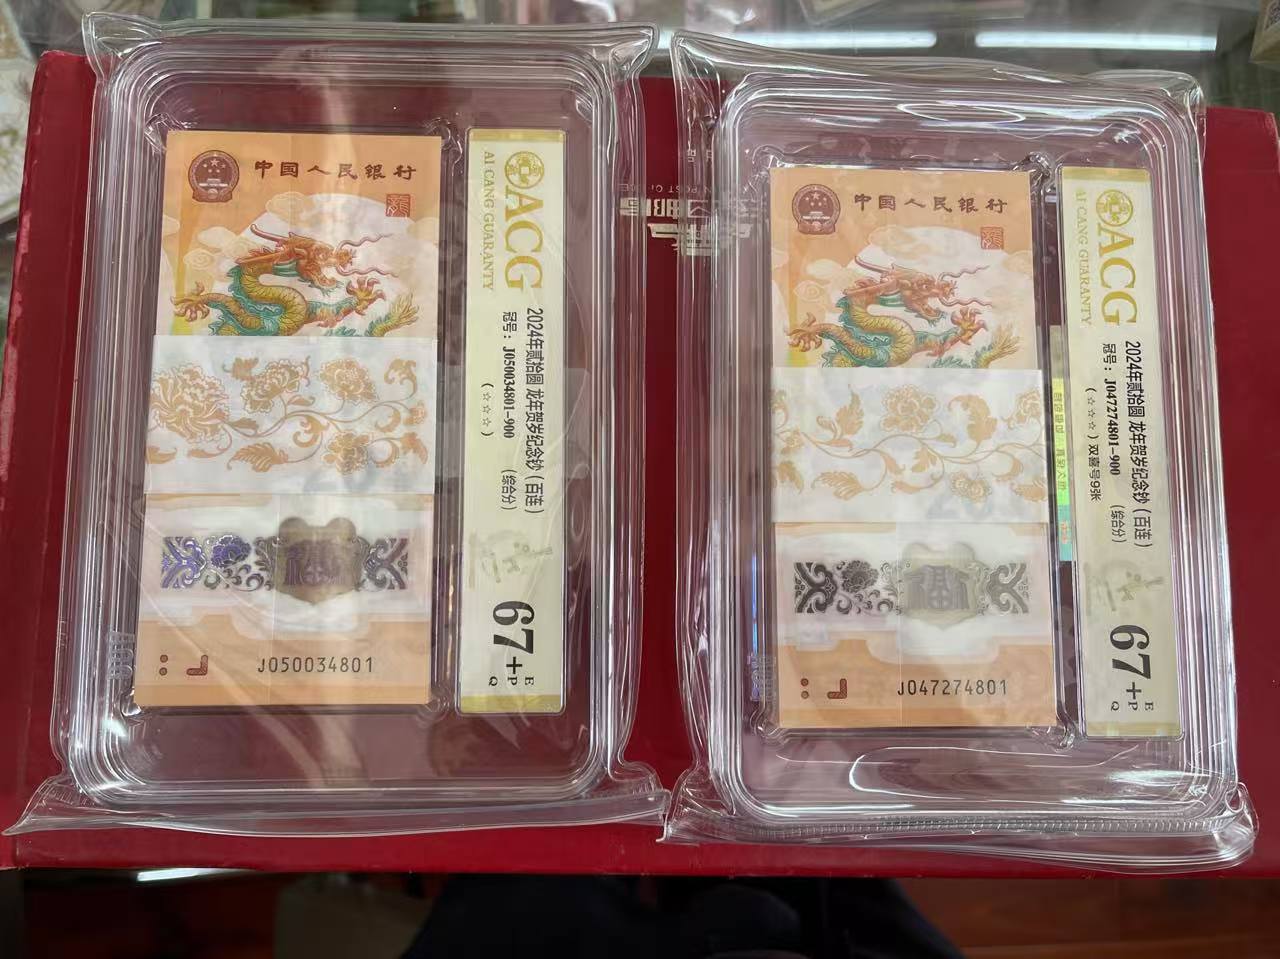 中国人民银行
J050034801
ACG
AI CANG GUARANTY
2024年贰拾圆 龙年贺岁纪念钞(百连)
冠号:J050034801-900 (综合分)
(☆☆☆)
67+
E
P
Q
中国人民银行
J047274801
ACG
AI CANG GUARANTY
2024年贰拾圆 龙年贺岁纪念钞(百连)
冠号:J047274801-900 (综合分)
(☆☆☆)双喜号9张
67+
E
P
Q